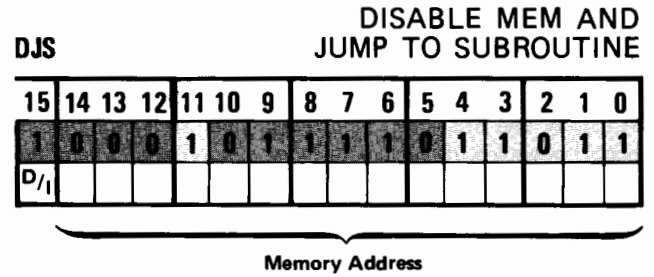 DISABLE MEM AND
DJS JUMP TO SUBROUTINE
15 14 13 12 11 10 9 8 7 6 5 4 3 2 1 0
1 0 0 0 1 0 1 1 1 1 0 1 1 0 1 1
D/I
Memory Address